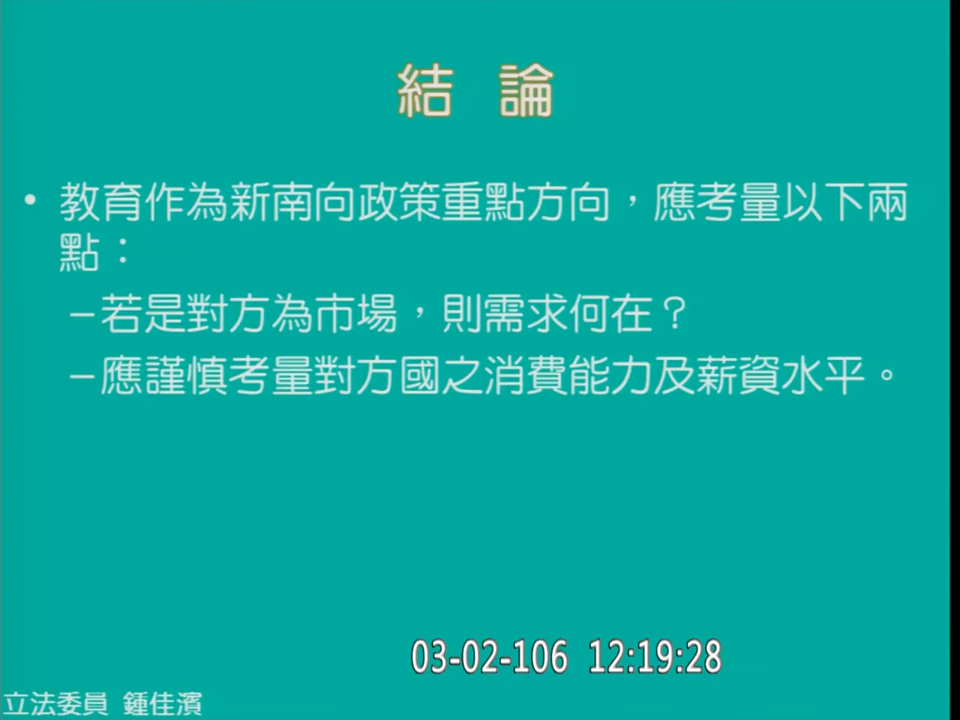 結 論
• 教育作為新南向政策重點方向，應考量以下兩
點：
–若是對方為市場，則需求何在？
–應謹慎考量對方國之消費能力及薪資水平。
03-02-106 12:19:28
立法委員 鍾佳濱